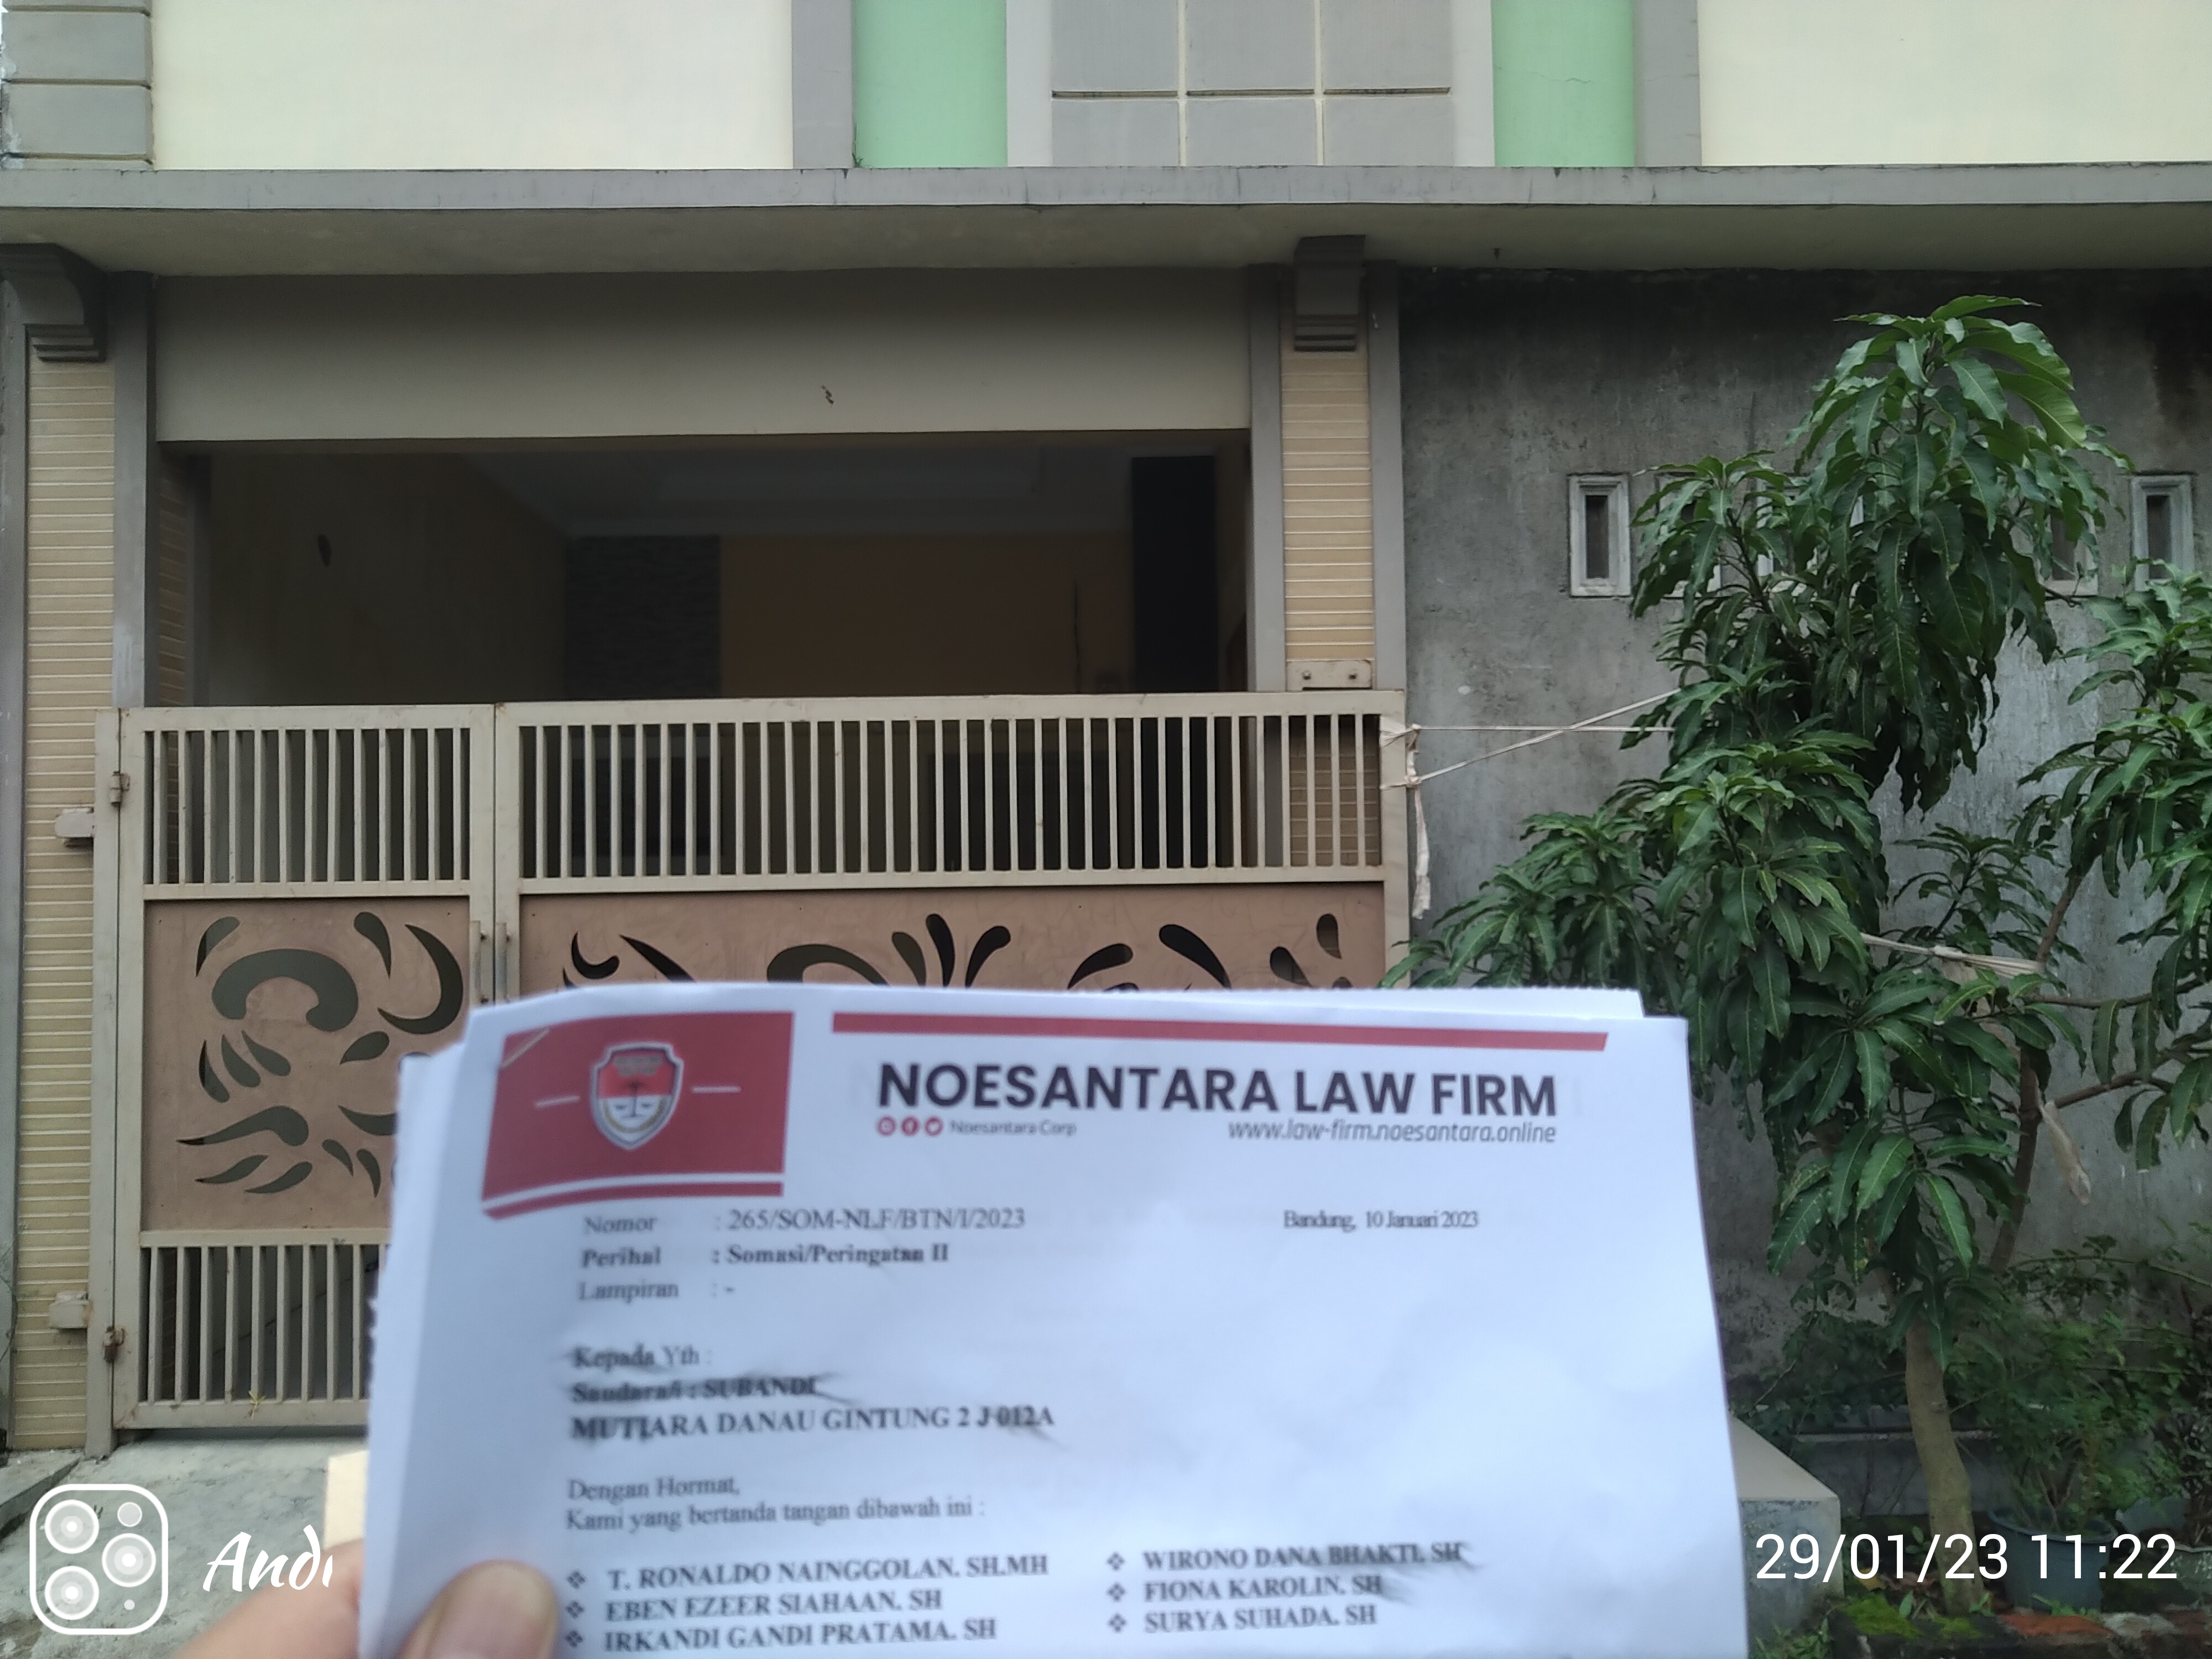 NOESANTARA LAW FIRM
Noesantara Corp www.law-firm.noesantara.online
Nomor : 265/SOM-NLF/BTN/I/2023 Bandung, 10 Januari 2023
Perihal : Somasi/Peringatan II
Lampiran : -
Kepada Yth :
Saudara/i : SUBANDI
MUTIARA DANAU GINTUNG 2 J-012A
Dengan Hormat,
Kami yang bertanda tangan dibawah ini :
❖ T. RONALDO NAINGGOLAN. SH.MH ❖ WIRONO DANA BHAKTI. SH
❖ EBEN EZEER SIAHAAN. SH ❖ FIONA KAROLIN. SH
❖ IRKANDI GANDI PRATAMA. SH ❖ SURYA SUHADA. SH
Andi
29/01/23 11:22